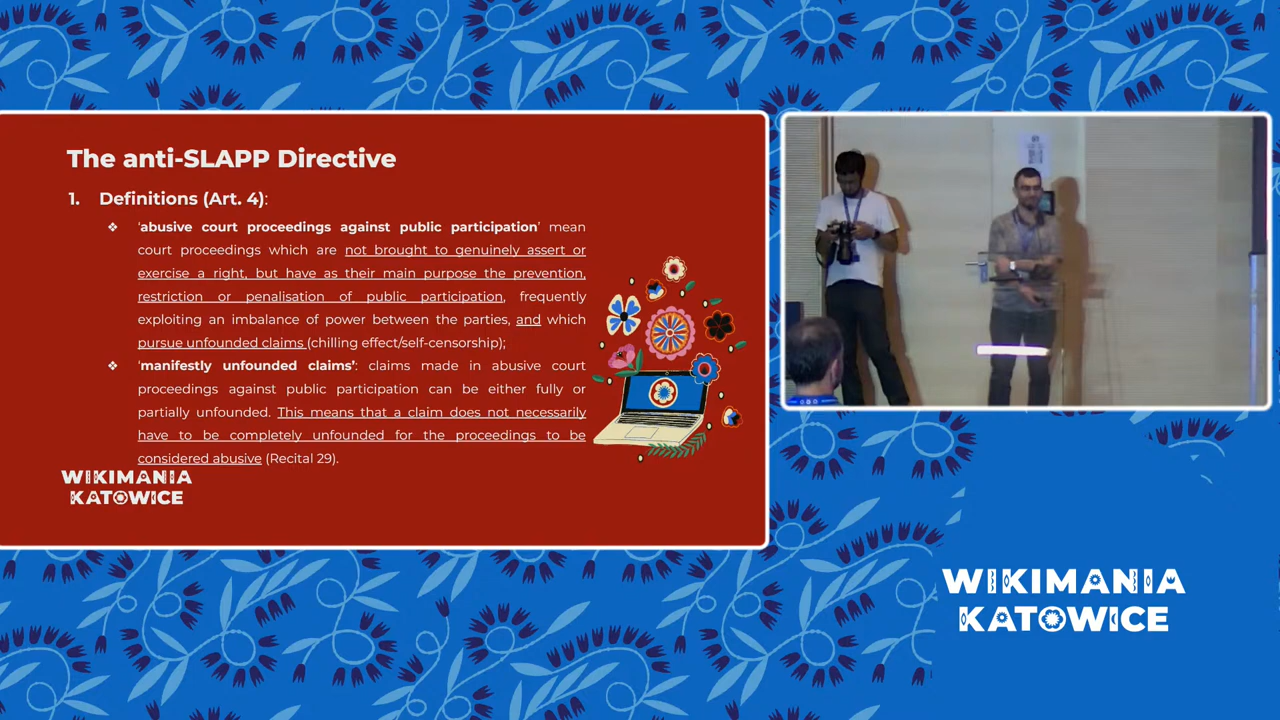 The anti-SLAPP Directive
1. Definitions (Art. 4):
❖ ‘abusive court proceedings against public participation’ mean
court proceedings which are not brought to genuinely assert or
exercise a right, but have as their main purpose the prevention,
restriction or penalisation of public participation, frequently
exploiting an imbalance of power between the parties, and which
pursue unfounded claims (chilling effect/self-censorship);
❖ ‘manifestly unfounded claims’: claims made in abusive court
proceedings against public participation can be either fully or
partially unfounded. This means that a claim does not necessarily
have to be completely unfounded for the proceedings to be
considered abusive (Recital 29).
WIKIMANIA
KATOWICE
WIKIMANIA
KATOWICE